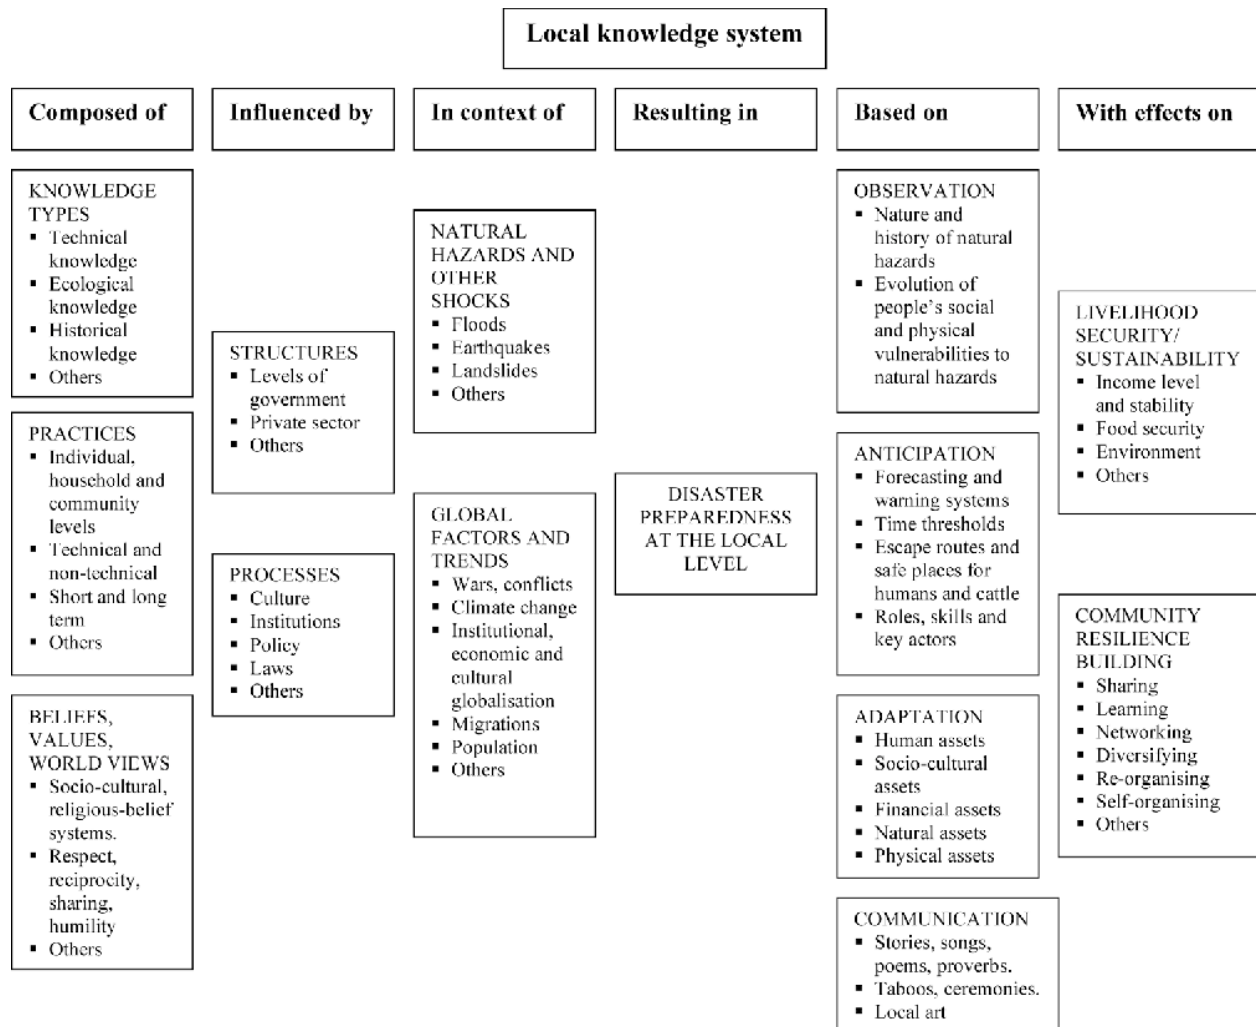 Local knowledge system
Composed of
Influenced by
In context of
Resulting in
Based on
With effects on
KNOWLEDGE
TYPES
▪ Technical
knowledge
▪ Ecological
knowledge
▪ Historical
knowledge
▪ Others
PRACTICES
▪ Individual,
household and
community
levels
▪ Technical and
non-technical
▪ Short and long
term
▪ Others
BELIEFS,
VALUES,
WORLD VIEWS
▪ Socio-cultural,
religious-belief
systems.
▪ Respect,
reciprocity,
sharing,
humility
▪ Others
STRUCTURES
▪ Levels of
government
▪ Private sector
▪ Others
PROCESSES
▪ Culture
▪ Institutions
▪ Policy
▪ Laws
▪ Others
NATURAL
HAZARDS AND
OTHER
SHOCKS
▪ Floods
▪ Earthquakes
▪ Landslides
▪ Others
GLOBAL
FACTORS AND
TRENDS
▪ Wars, conflicts
▪ Climate change
▪ Institutional,
economic and
cultural
globalisation
▪ Migrations
▪ Population
▪ Others
DISASTER
PREPAREDNESS
AT THE LOCAL
LEVEL
OBSERVATION
▪ Nature and
history of natural
hazards
▪ Evolution of
people's social
and physical
vulnerabilities to
natural hazards
ANTICIPATION
▪ Forecasting and
warning systems
▪ Time thresholds
▪ Escape routes and
safe places for
humans and cattle
▪ Roles, skills and
key actors
ADAPTATION
▪ Human assets
▪ Socio-cultural
assets
▪ Financial assets
▪ Natural assets
▪ Physical assets
COMMUNICATION
▪ Stories, songs,
poems, proverbs.
▪ Taboos, ceremonies.
▪ Local art
LIVELIHOOD
SECURITY/
SUSTAINABILITY
▪ Income level
and stability
▪ Food security
▪ Environment
▪ Others
COMMUNITY
RESILIENCE
BUILDING
▪ Sharing
▪ Learning
▪ Networking
▪ Diversifying
▪ Re-organising
▪ Self-organising
▪ Others